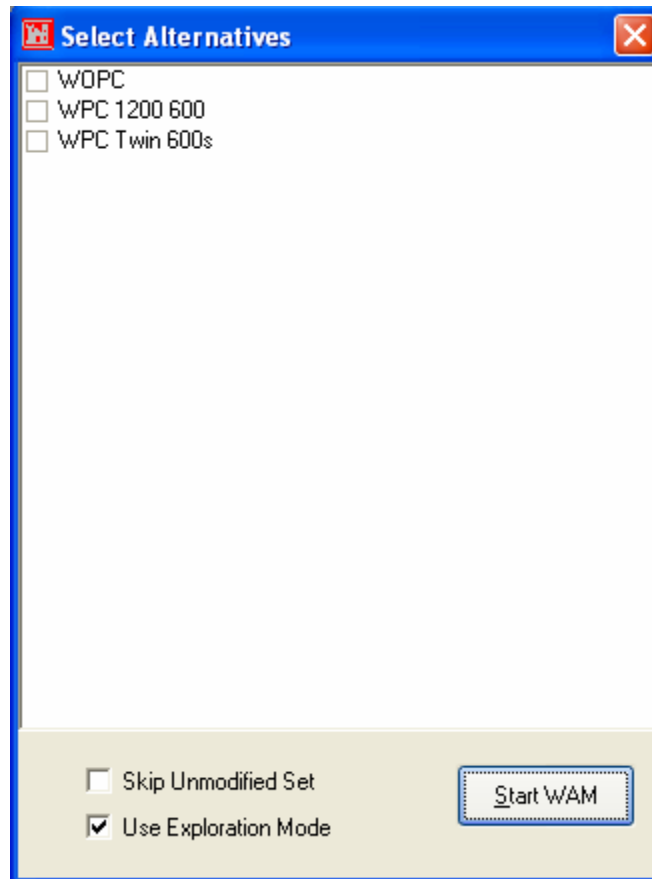 Select Alternatives
WOPC
WPC 1200 600
WPC Twin 600s
Skip Unmodified Set
Start WAM
Use Exploration Mode